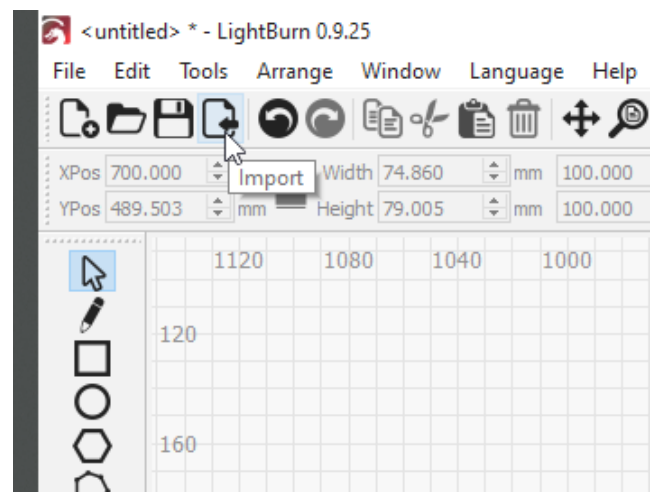 <untitled> * - LightBurn 0.9.25
File Edit Tools Arrange Window Language Help
XPos 700.000 Width 74.860 mm 100.000
Import
YPos 489.503 mm Height 79.005 mm 100.000
1120 1080 1040 1000
120
160